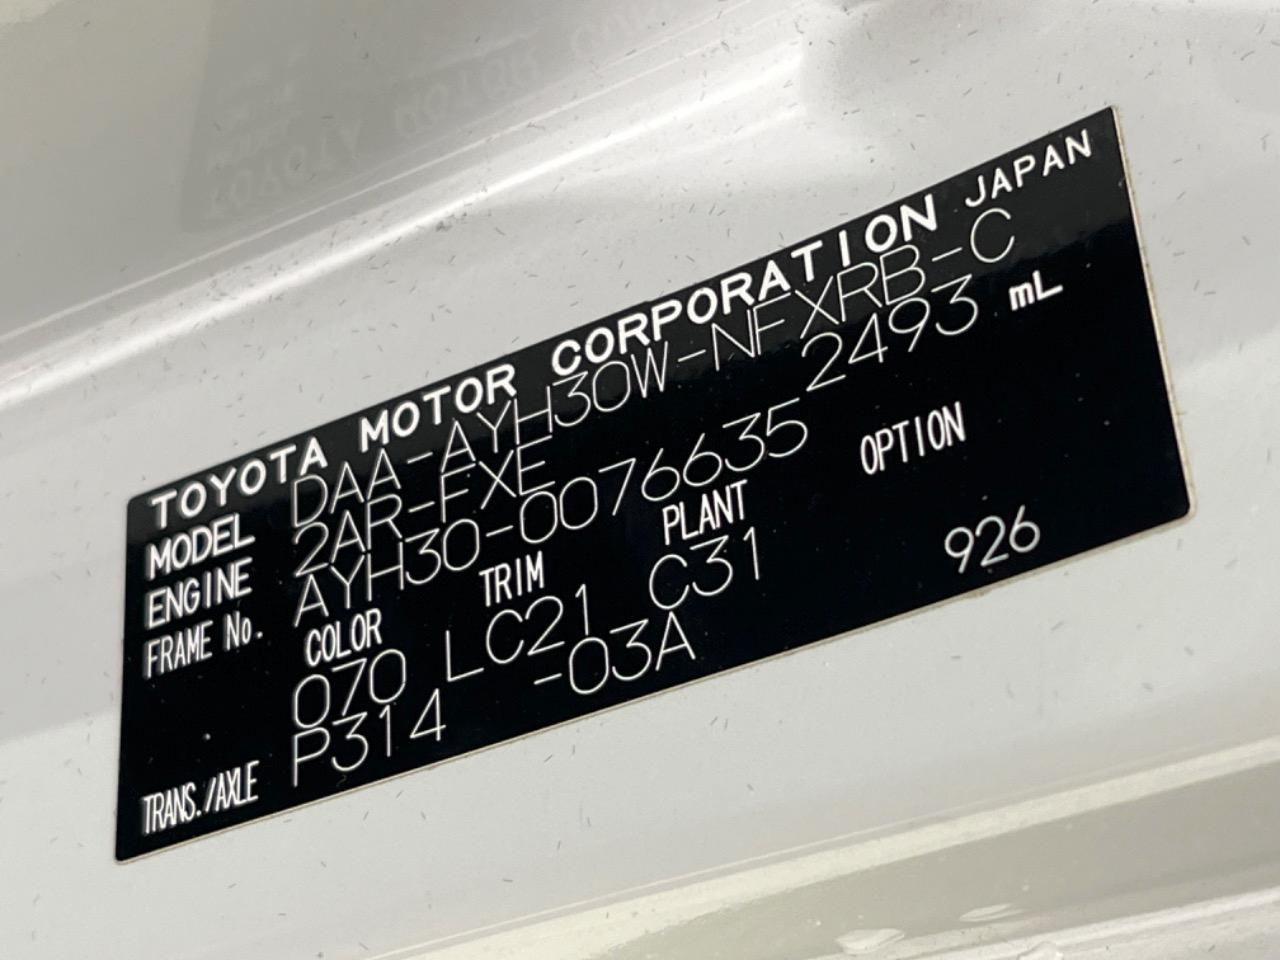 TOYOTA MOTOR CORPORATION JAPAN
MODEL DAA-AYH30W-NFXRB-C
ENGINE 2AR-FXE 2493 mL
FRAME No. AYH30-0076635
COLOR TRIM PLANT OPTION
070 LC21 C31 926
TRANS./AXLE P314 -03A